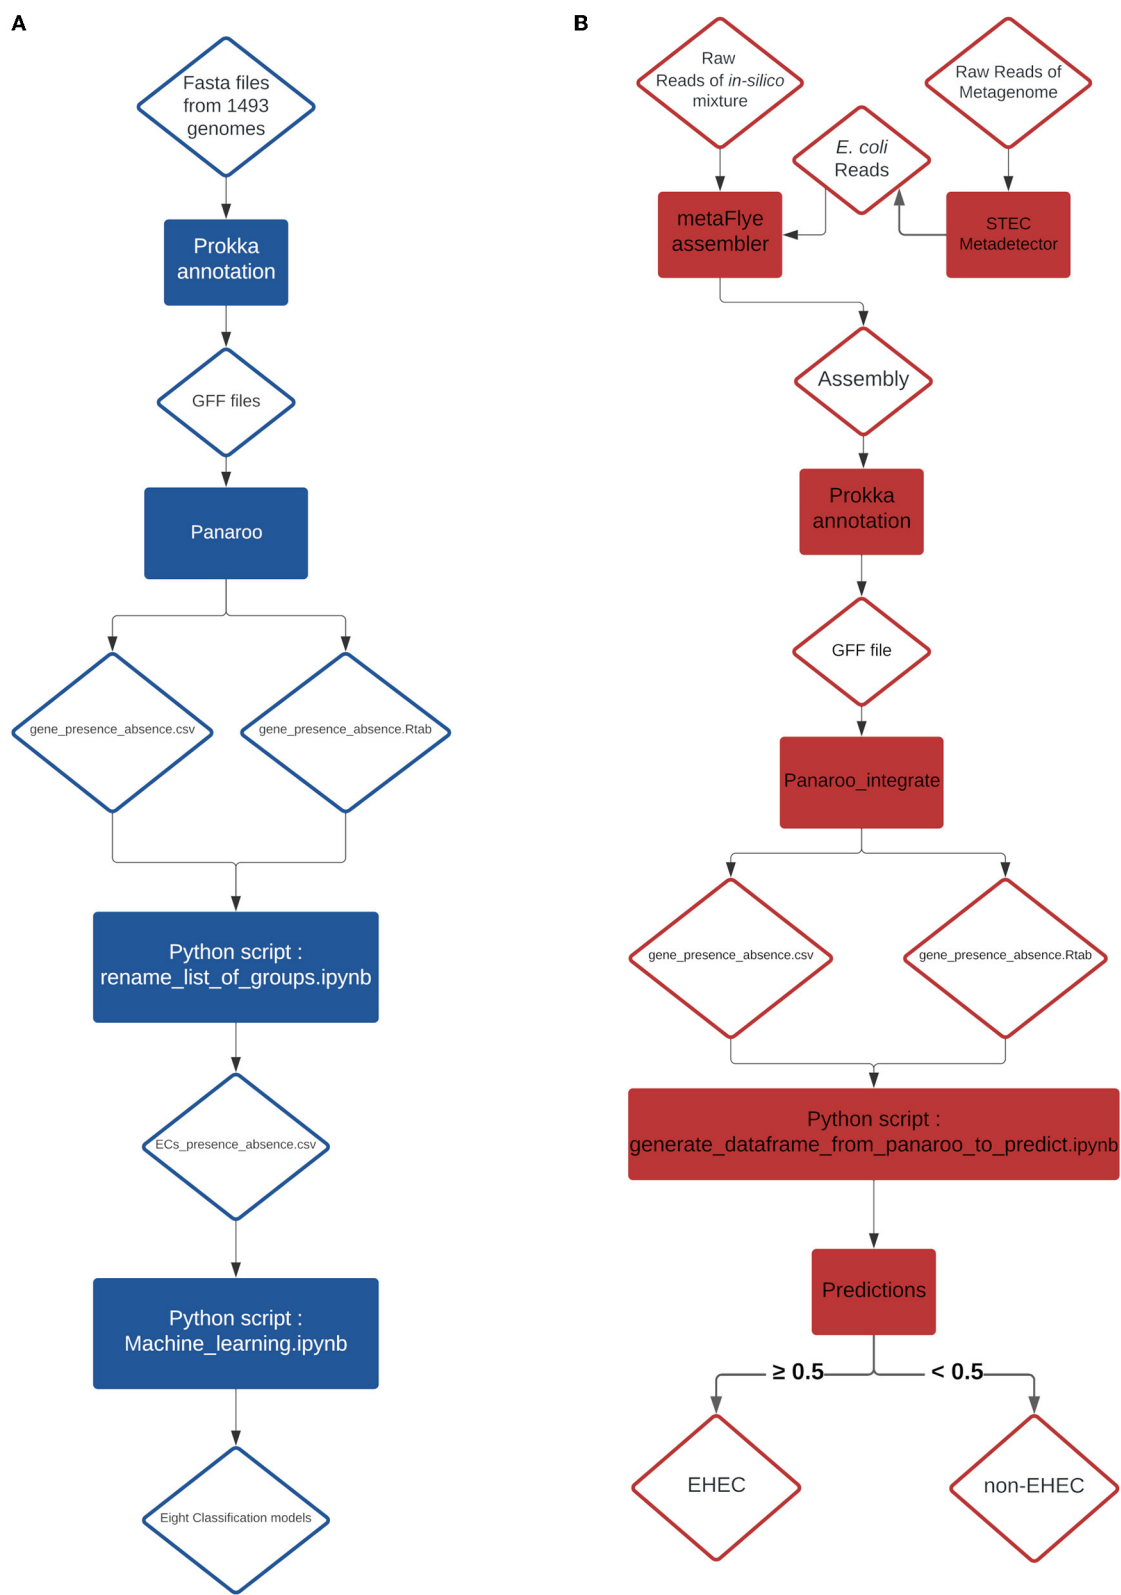 A
Fasta files
from 1493
genomes
Prokka
annotation
GFF files
Panaroo
gene_presence_absence.csv
gene_presence_absence.Rtab
Python script :
rename_list_of_groups.ipynb
ECs_presence_absence.csv
Python script :
Machine_learning.ipynb
Eight Classification models
B
Raw
Reads of in-silico
mixture
Raw Reads of
Metagenome
E. coli
Reads
metaFlye
assembler
STEC
Metadetector
Assembly
Prokka
annotation
GFF file
Panaroo_integrate
gene_presence_absence.csv
gene_presence_absence.Rtab
Python script :
generate_dataframe_from_panaroo_to_predict.ipynb
Predictions
≥ 0.5
< 0.5
EHEC
non-EHEC